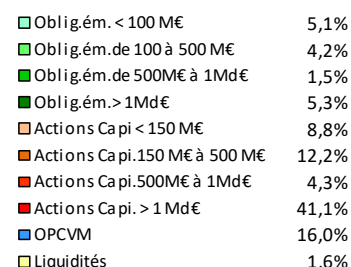 Oblig.ém. < 100 M€ 5,1%
Oblig.ém.de 100 à 500 M€ 4,2%
Oblig.ém.de 500M€ à 1Md€ 1,5%
Oblig.ém.> 1Md€ 5,3%
Actions Capi < 150 M€ 8,8%
Actions Capi.150 M€ à 500 M€ 12,2%
Actions Capi.500M€ à 1Md€ 4,3%
Actions Capi. > 1 Md€ 41,1%
OPCVM 16,0%
Liquidités 1,6%